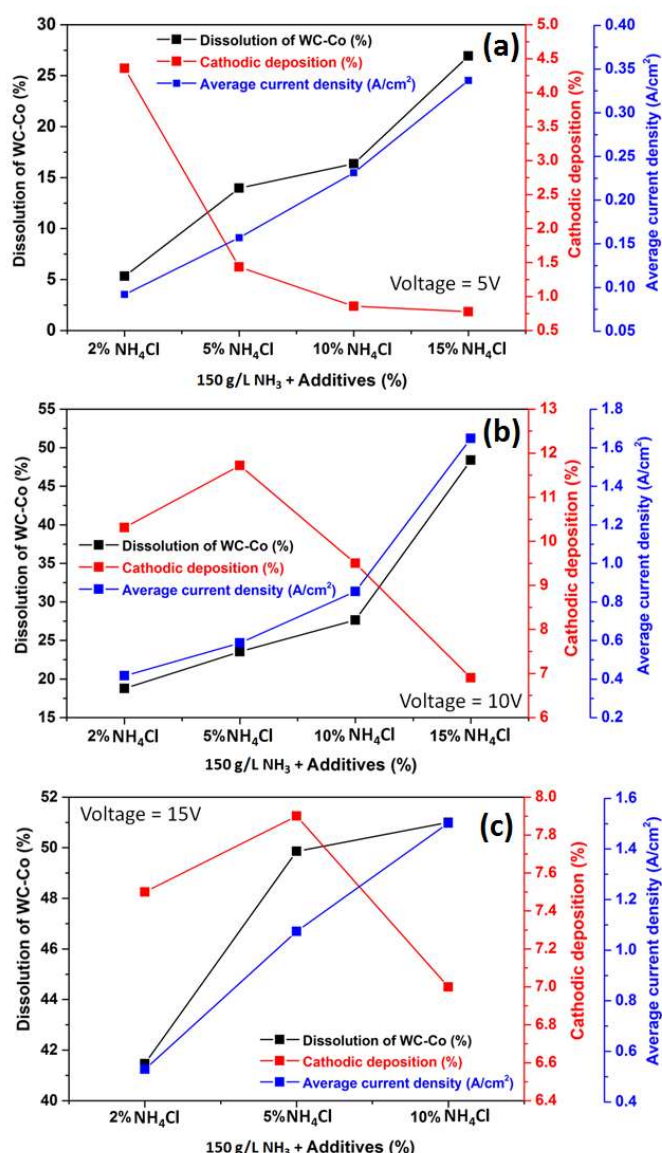 (a)
Dissolution of WC-Co (%)
Cathodic deposition (%)
Average current density (A/cm²)
Voltage = 5V
Dissolution of WC-Co (%)
30
25
20
15
10
5
0
Cathodic deposition (%)
5.0
4.5
4.0
3.5
3.0
2.5
2.0
1.5
1.0
0.5
Average current density (A/cm²)
0.40
0.35
0.30
0.25
0.20
0.15
0.10
0.05
2% NH₄Cl 5% NH₄Cl 10% NH₄Cl 15% NH₄Cl
150 g/L NH₃ + Additives (%)
(b)
Dissolution of WC-Co (%)
Cathodic deposition (%)
Average current density (A/cm²)
Voltage = 10V
Dissolution of WC-Co (%)
55
50
45
40
35
30
25
20
15
Cathodic deposition (%)
13
12
11
10
9
8
7
6
Average current density (A/cm²)
1.8
1.6
1.4
1.2
1.0
0.8
0.6
0.4
0.2
2% NH₄Cl 5% NH₄Cl 10% NH₄Cl 15% NH₄Cl
150 g/L NH₃ + Additives (%)
Voltage = 15V
(c)
Dissolution of WC-Co (%)
Cathodic deposition (%)
Average current density (A/cm²)
Dissolution of WC-Co (%)
52
50
48
46
44
42
40
Cathodic deposition (%)
8.0
7.8
7.6
7.4
7.2
7.0
6.8
6.6
6.4
Average current density (A/cm²)
1.6
1.4
1.2
1.0
0.8
0.6
0.4
2% NH₄Cl 5% NH₄Cl 10% NH₄Cl
150 g/L NH₃ + Additives (%)